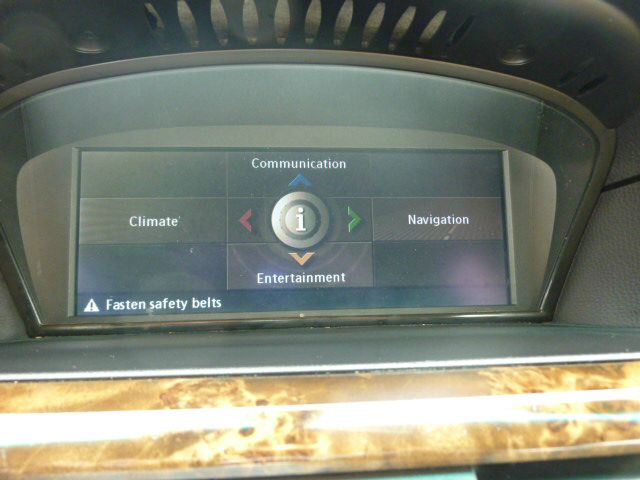 Communication
Climate
i
Navigation
Entertainment
Fasten safety belts